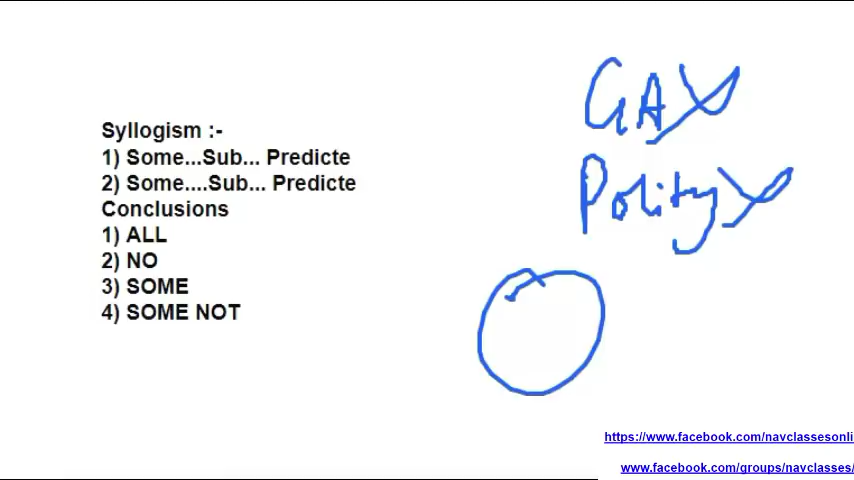 Syllogism :-
1) Some...Sub... Predicte
2) Some....Sub... Predicte
Conclusions
1) ALL
2) NO
3) SOME
4) SOME NOT
GA
Polity
https://www.facebook.com/navclassesonli
www.facebook.com/groups/navclasses/